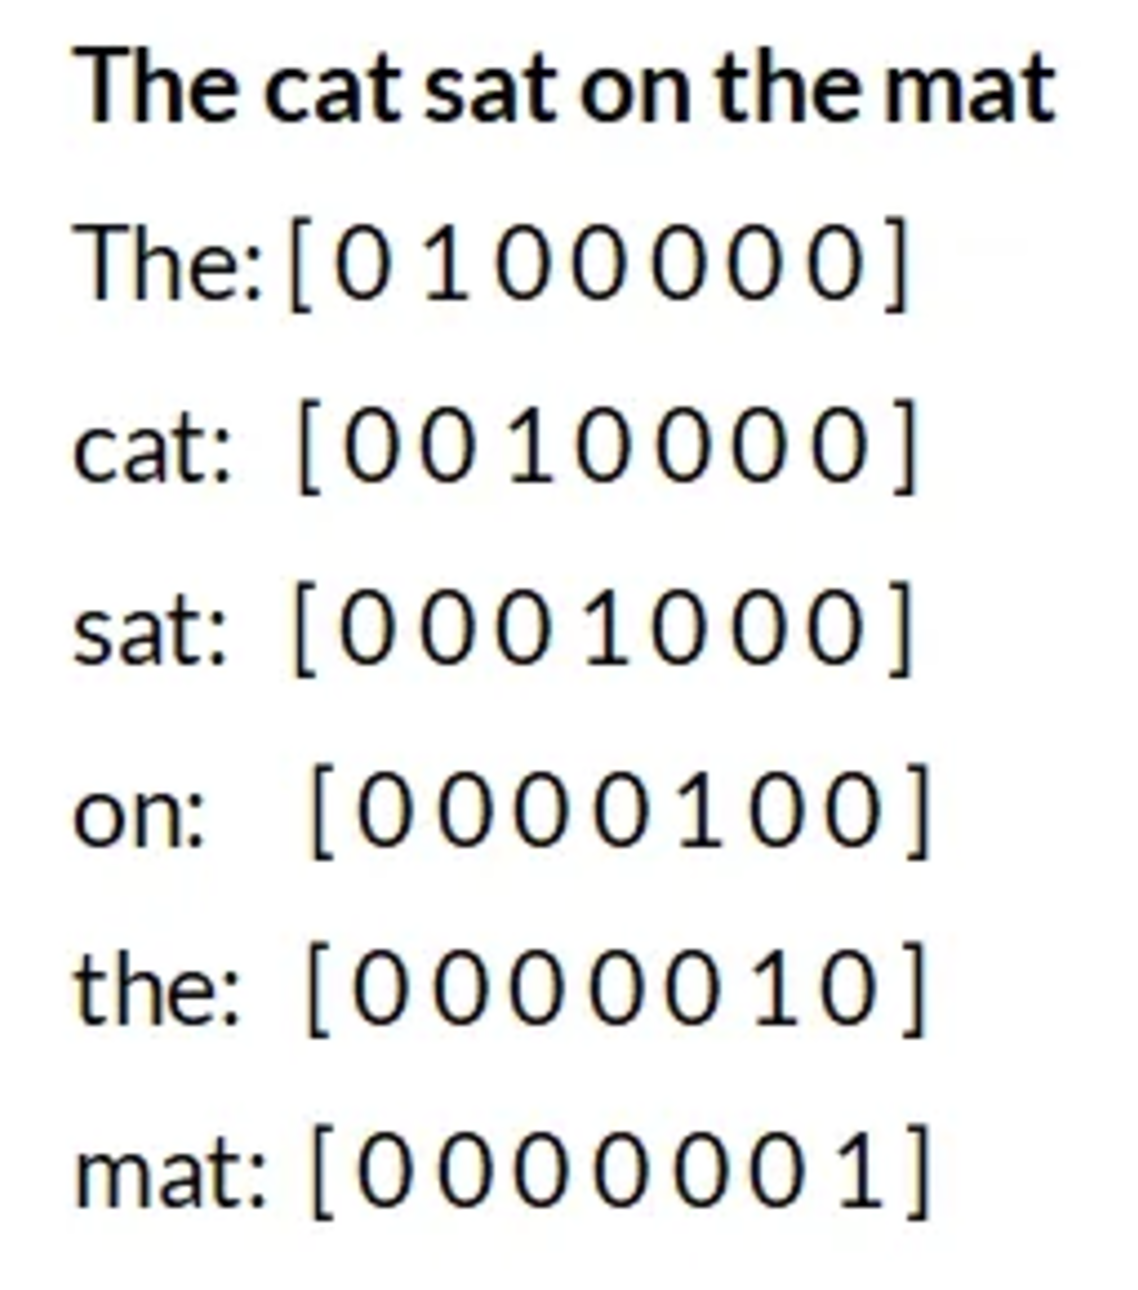 The cat sat on the mat
The: [ 0 1 0 0 0 0 0 ]
cat: [ 0 0 1 0 0 0 0 ]
sat: [ 0 0 0 1 0 0 0 ]
on: [ 0 0 0 0 1 0 0 ]
the: [ 0 0 0 0 0 1 0 ]
mat: [ 0 0 0 0 0 0 1 ]